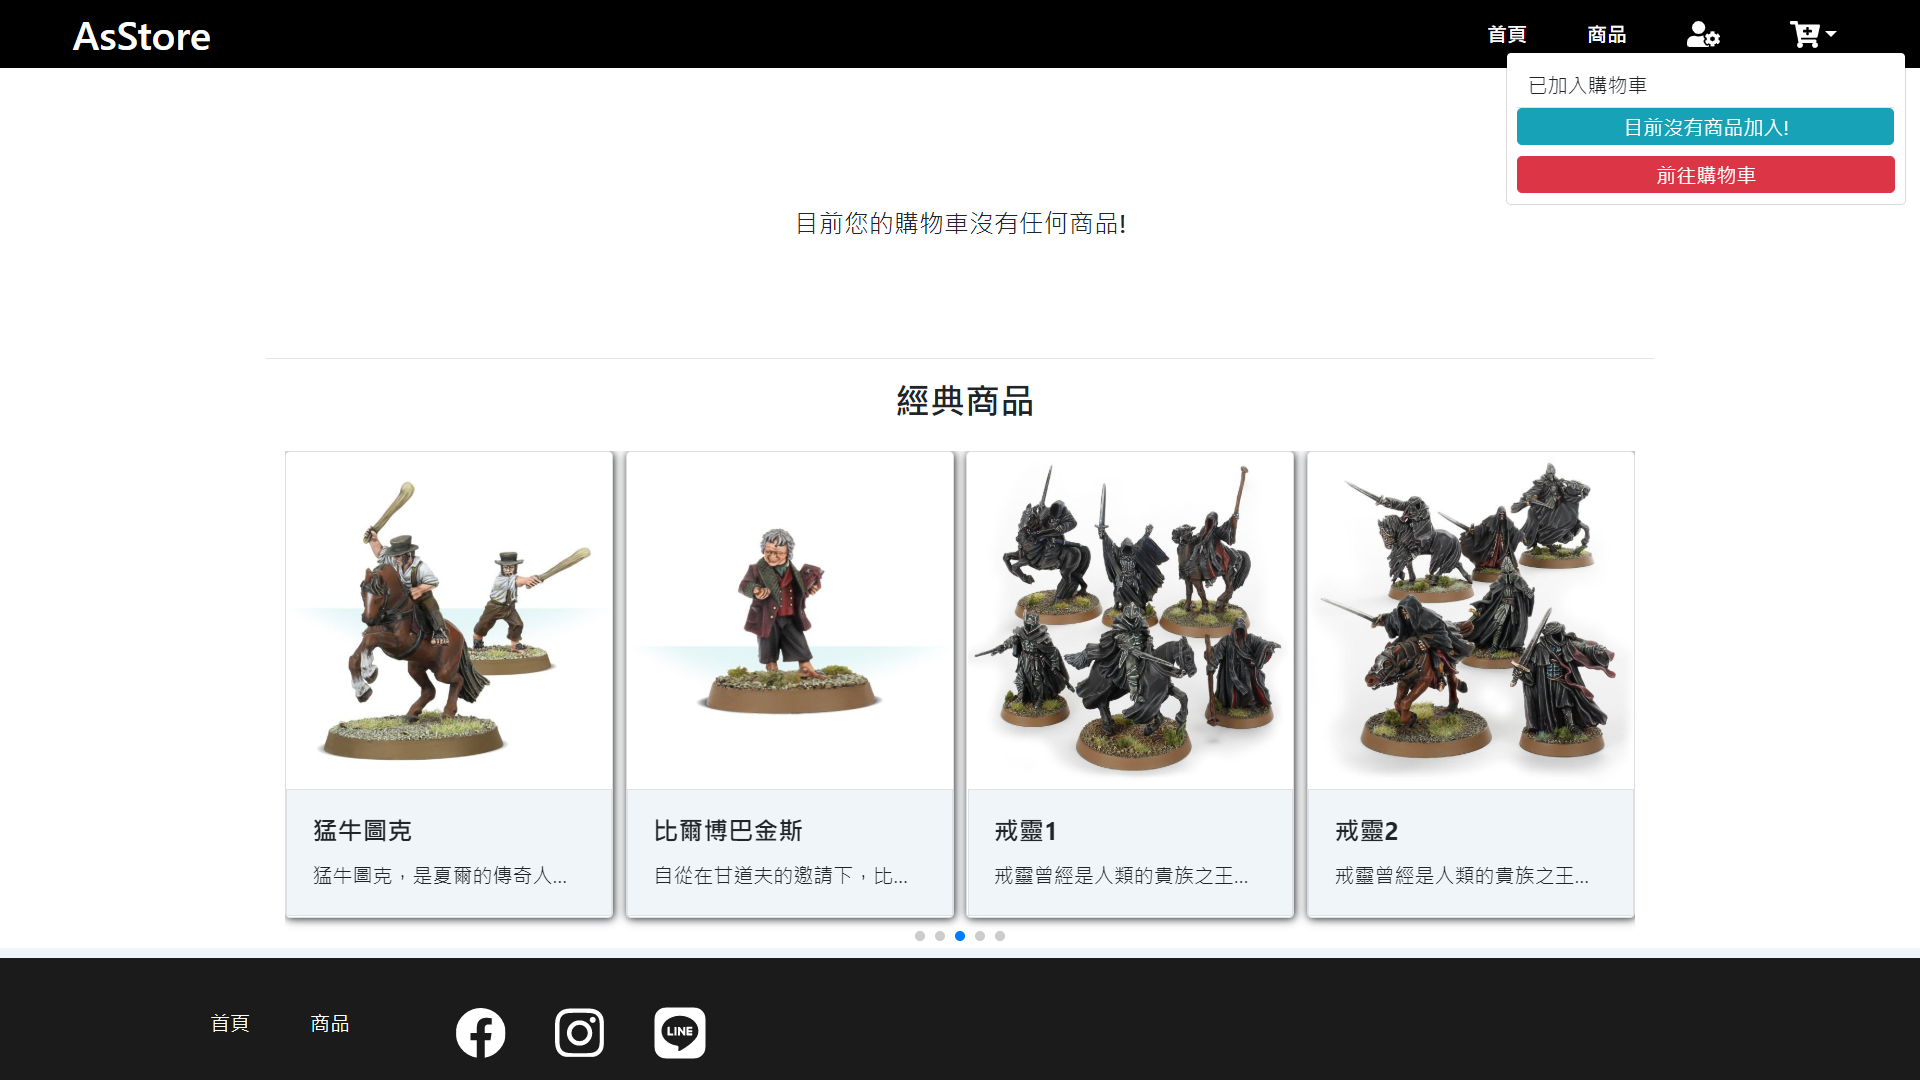 AsStore
首頁
商品
已加入購物車
目前沒有商品加入!
前往購物車
目前您的購物車沒有任何商品!
經典商品
猛牛圖克
猛牛圖克，是夏爾的傳奇人...
比爾博巴金斯
自從在甘道夫的邀請下，比...
戒靈1
戒靈曾經是人類的貴族之王...
戒靈2
戒靈曾經是人類的貴族之王...
首頁
商品
LINE